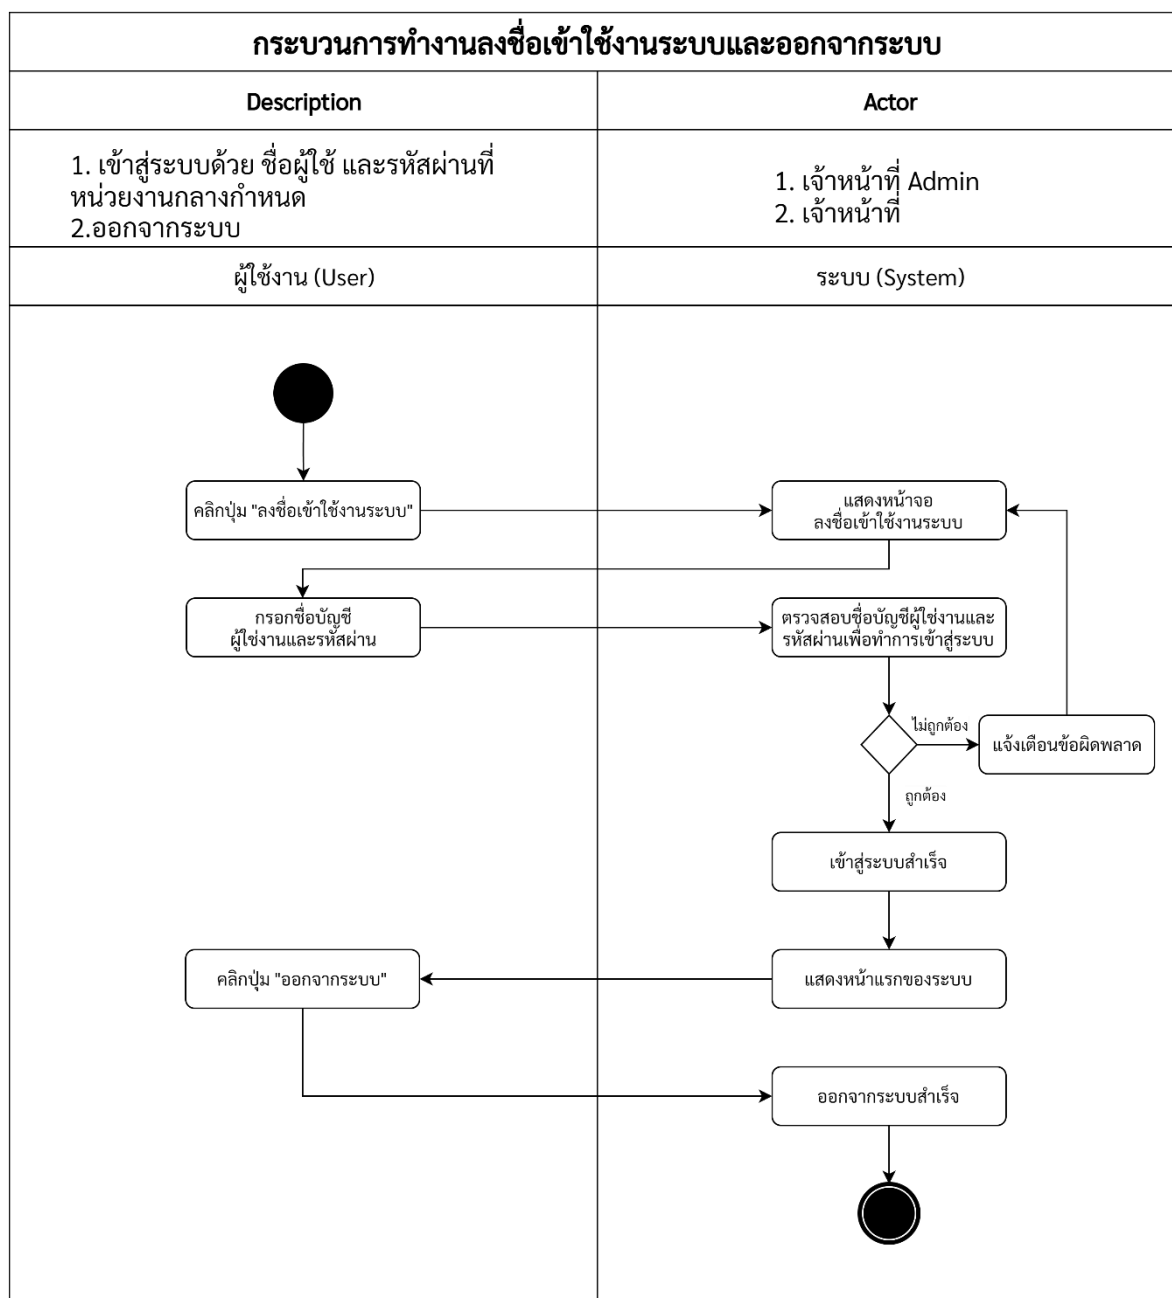 กระบวนการทำงานลงชื่อเข้าใช้งานระบบและออกจากระบบ
Description
Actor
1. เข้าสู่ระบบด้วย ชื่อผู้ใช้ และรหัสผ่านที่
หน่วยงานกลางกำหนด
2.ออกจากระบบ
1. เจ้าหน้าที่ Admin
2. เจ้าหน้าที่
ผู้ใช้งาน (User)
ระบบ (System)
คลิกปุ่ม "ลงชื่อเข้าใช้งานระบบ"
แสดงหน้าจอ
ลงชื่อเข้าใช้งานระบบ
กรอกชื่อบัญชี
ผู้ใช่งานและรหัสผ่าน
ตรวจสอบชื่อบัญชีผู้ใช่งานและ
รหัสผ่านเพื่อทำการเข้าสู่ระบบ
ไม่ถูกต้อง
แจ้งเตือนข้อผิดพลาด
ถูกต้อง
เข้าสู่ระบบสำเร็จ
คลิกปุ่ม "ออกจากระบบ"
แสดงหน้าแรกของระบบ
ออกจากระบบสำเร็จ